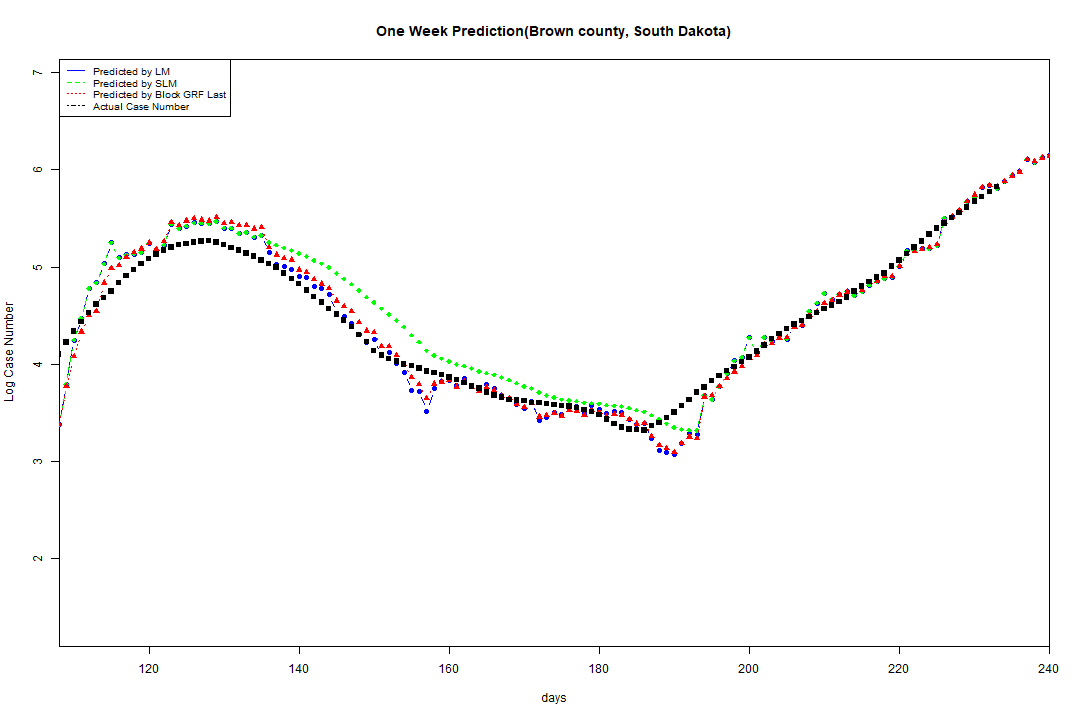 One Week Prediction(Brown county, South Dakota)
Predicted by LM
Predicted by SLM
Predicted by Block GRF Last
Actual Case Number
7
6
5
4
3
2
Log Case Number
120 140 160 180 200 220 240
days